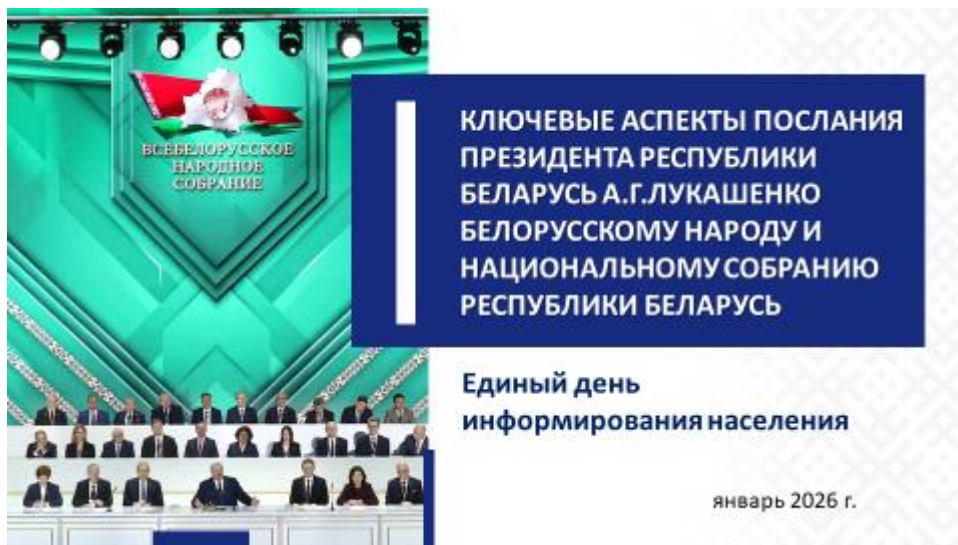 ВСЕБЕЛОРУССКОЕ
НАРОДНОЕ
СОБРАНИЕ
КЛЮЧЕВЫЕ АСПЕКТЫ ПОСЛАНИЯ
ПРЕЗИДЕНТА РЕСПУБЛИКИ
БЕЛАРУСЬ А.Г.ЛУКАШЕНКО
БЕЛОРУССКОМУ НАРОДУ И
НАЦИОНАЛЬНОМУ СОБРАНИЮ
РЕСПУБЛИКИ БЕЛАРУСЬ
Единый день
информирования населения
январь 2026 г.